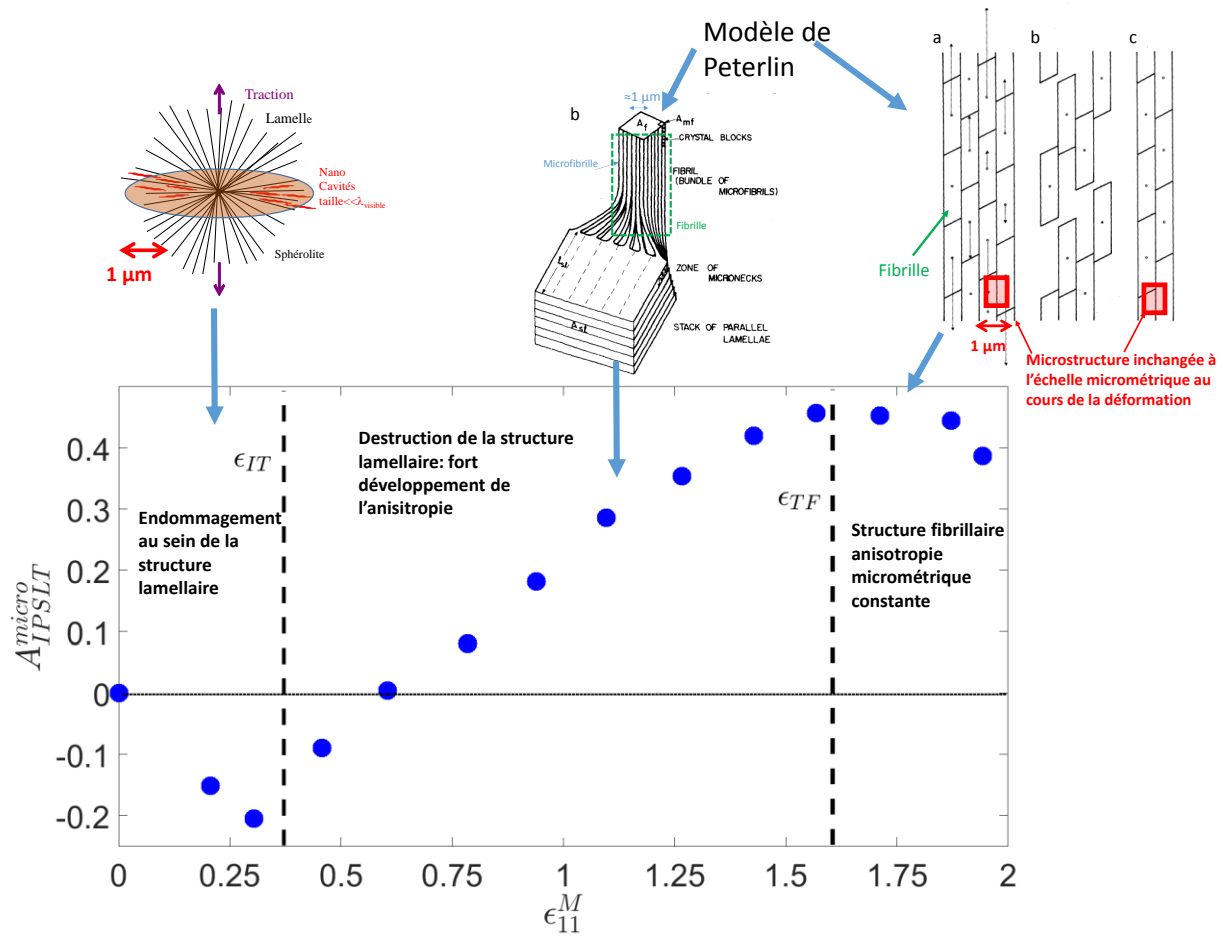 Modèle de
Peterlin
Traction
Lamelle
Nano
Cavités
taille<<λvisible
Sphérolite
1 µm
b
≈1 µm
Af
Amf
CRYSTAL BLOCKS
Microfibrille
FIBRIL
(BUNDLE OF
MICROFIBRILS)
Fibrille
ZONE OF
MICRONECKS
STACK OF PARALLEL
LAMELLAE
a
b
c
Fibrille
1 µm
Microstructure inchangée à
l'échelle micrométrique au
cours de la déformation
ϵIT
Endommagement
au sein de la
structure
lamellaire
Destruction de la structure
lamellaire: fort
développement de
l'anisitropie
ϵTF
Structure fibrillaire
anisotropie
micrométrique
constante
A^micro_IPSLT
0.4
0.3
0.2
0.1
0
-0.1
-0.2
0
0.25
0.5
0.75
1
1.25
1.5
1.75
2
ϵ^M_11